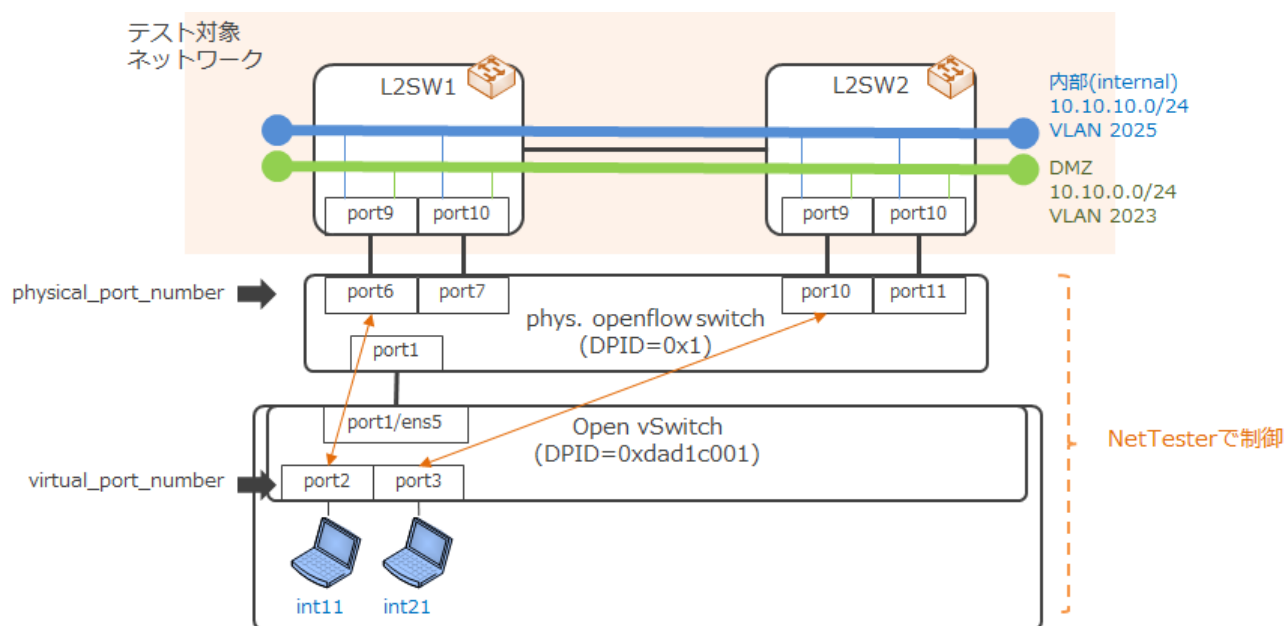 テスト対象
ネットワーク
L2SW1
L2SW2
内部(internal)
10.10.10.0/24
VLAN 2025
DMZ
10.10.0.0/24
VLAN 2023
port9
port10
port9
port10
physical_port_number
port6
port7
por10
port11
phys. openflow switch
(DPID=0x1)
port1
port1/ens5
Open vSwitch
(DPID=0xdad1c001)
NetTesterで制御
virtual_port_number
port2
port3
int11
int21